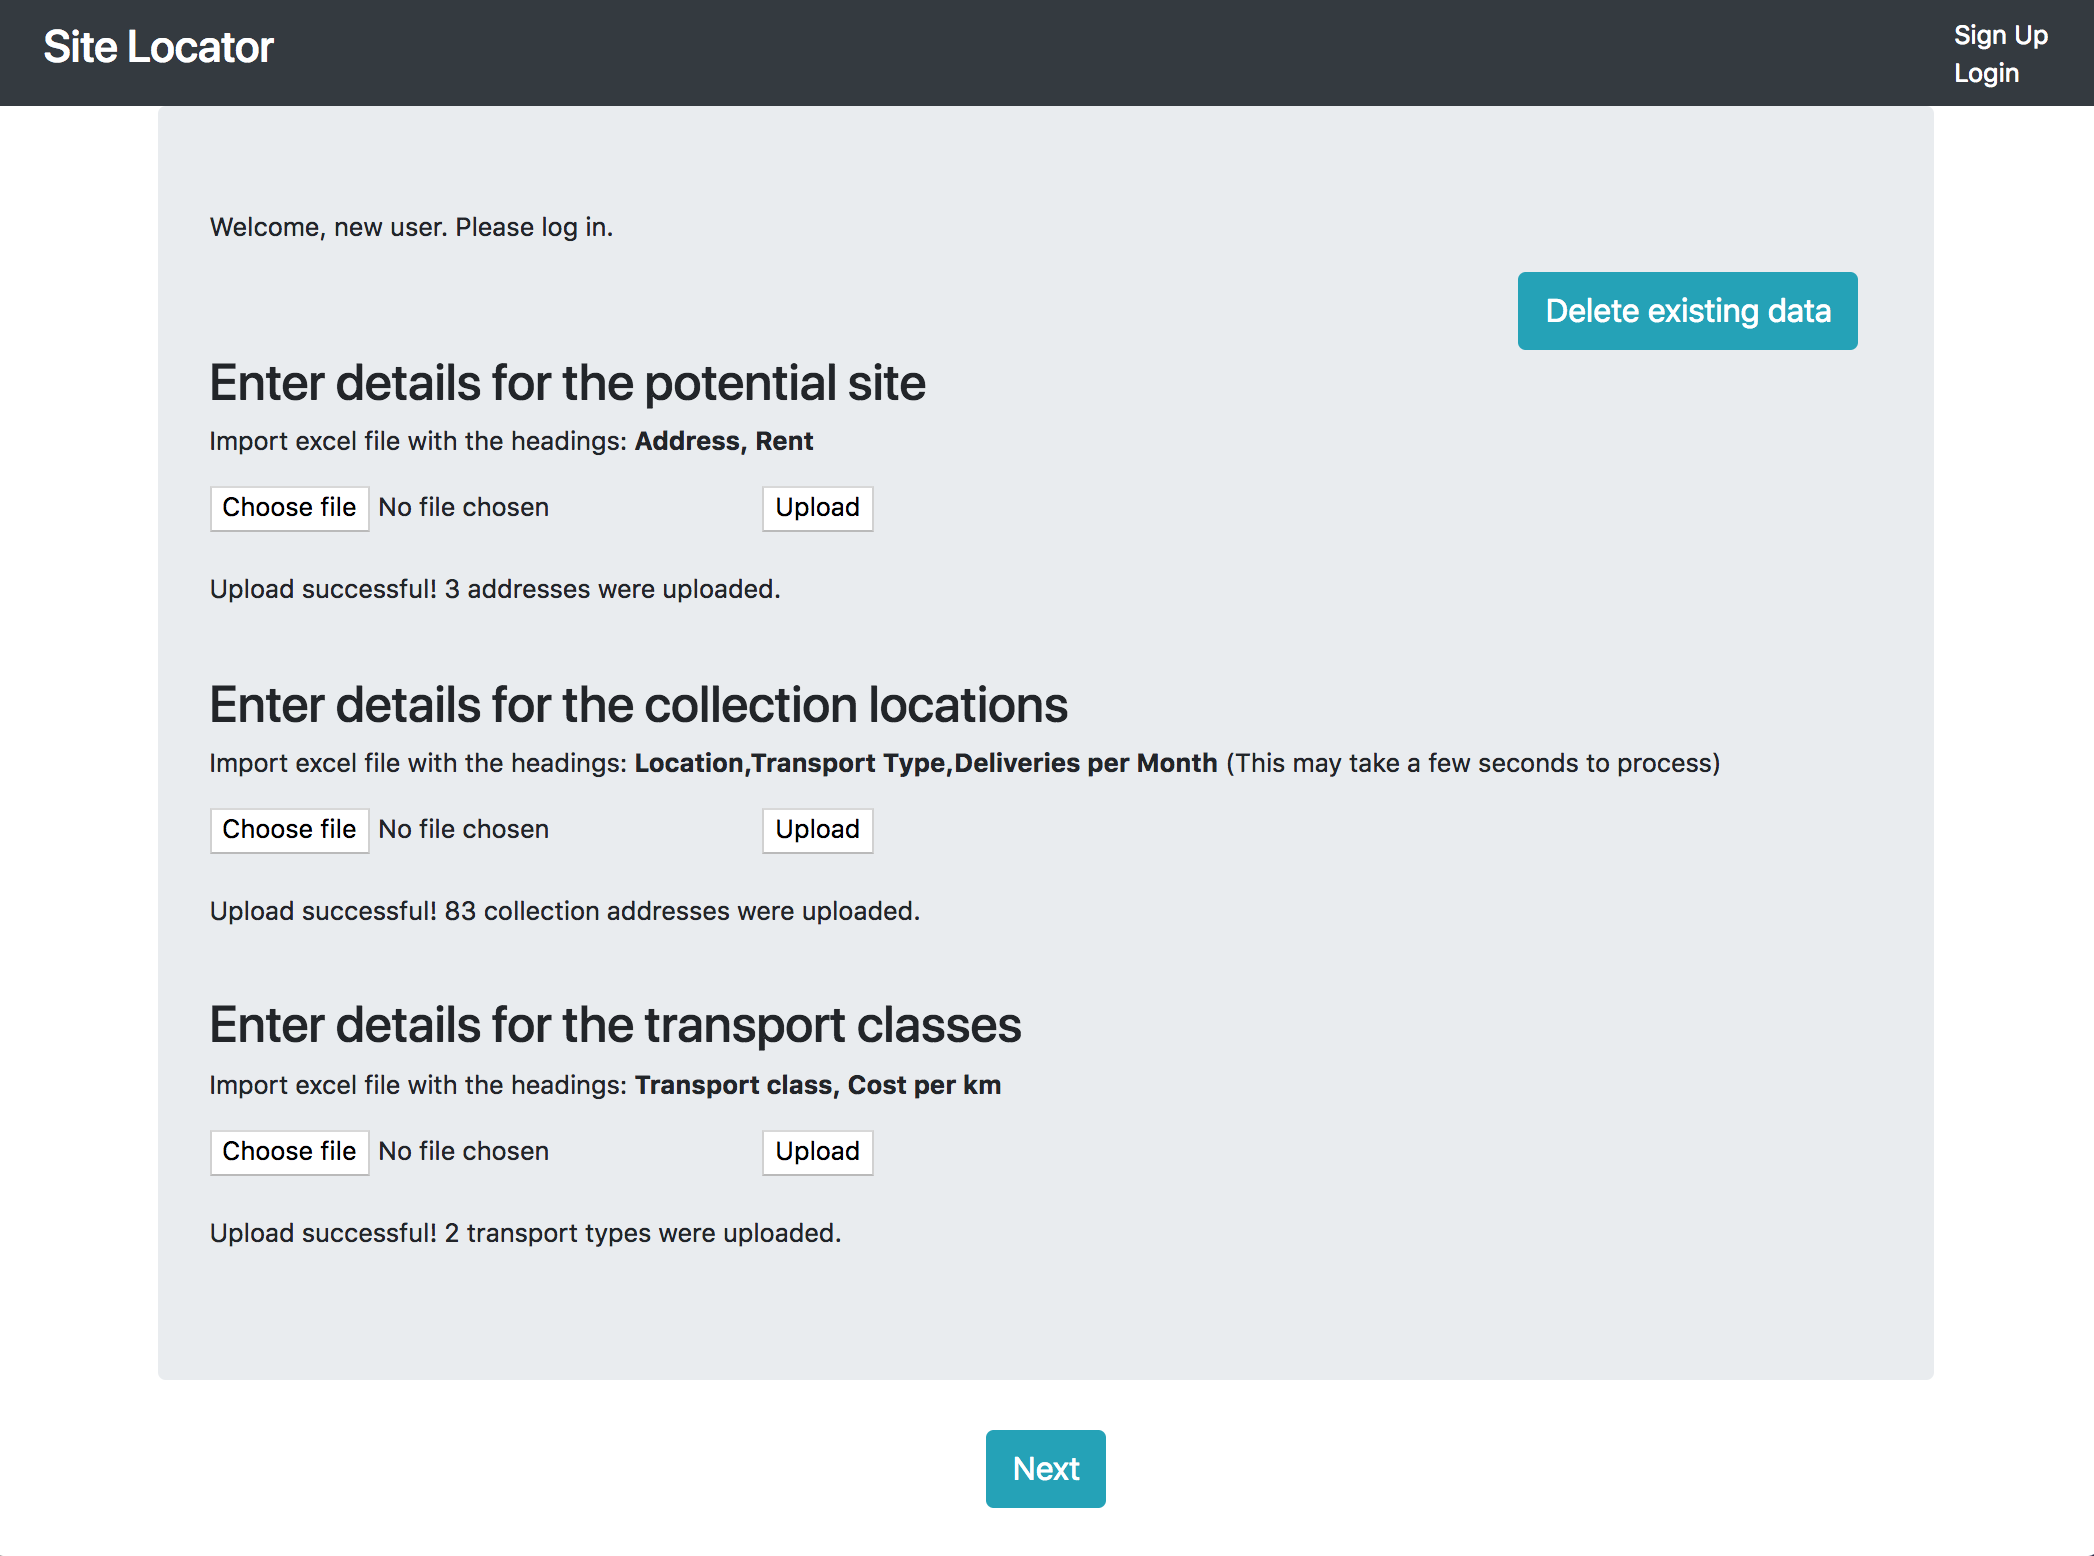 Site Locator
Sign Up
Login
Welcome, new user. Please log in.
Delete existing data
Enter details for the potential site
Import excel file with the headings: Address, Rent
Choose file No file chosen Upload
Upload successful! 3 addresses were uploaded.
Enter details for the collection locations
Import excel file with the headings: Location,Transport Type,Deliveries per Month (This may take a few seconds to process)
Choose file No file chosen Upload
Upload successful! 83 collection addresses were uploaded.
Enter details for the transport classes
Import excel file with the headings: Transport class, Cost per km
Choose file No file chosen Upload
Upload successful! 2 transport types were uploaded.
Next